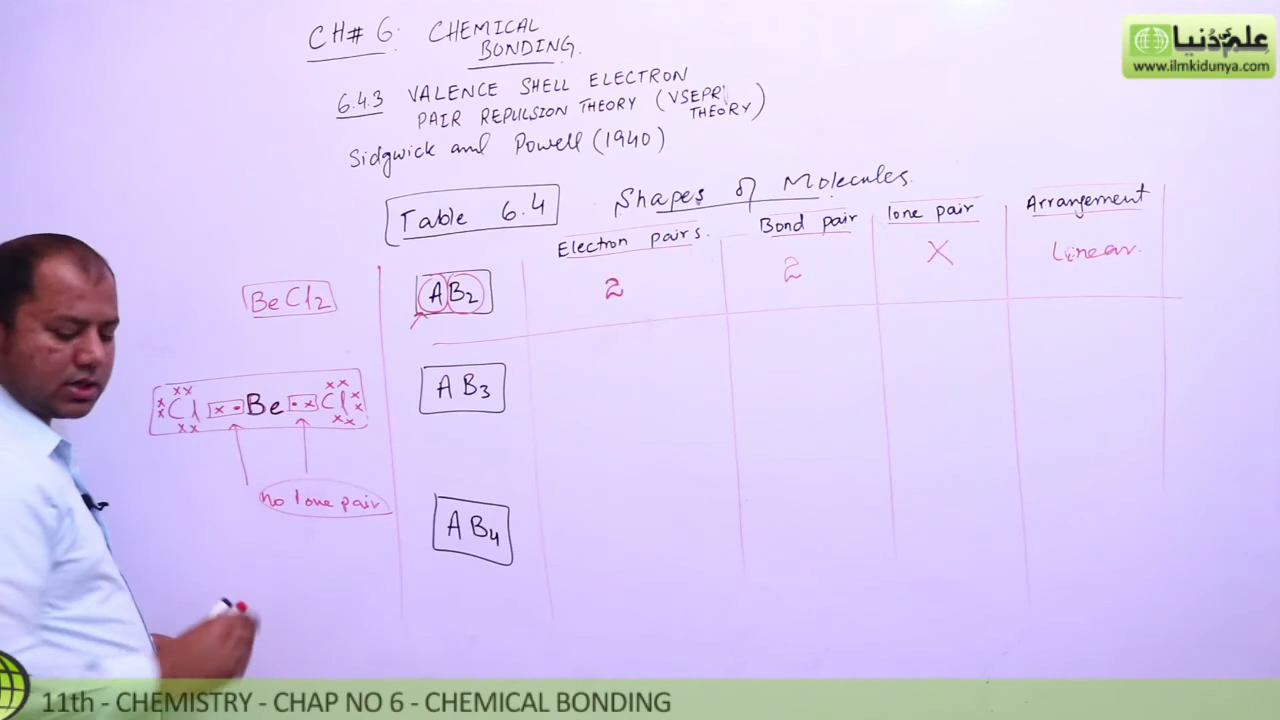 CH# 6: CHEMICAL
BONDING.
6.4.3 VALENCE SHELL ELECTRON
PAIR REPULSION THEORY (VSEPR THEORY)
Sidgwick and Powell (1940)
علم کی دُنیا
www.ilmkidunya.com
Table 6.4
Shapes of Molecules.
Electron pairs. Bond pair lone pair Arrangement
BeCl2 AB2 2 2 X Linear.
AB3
Cl x • Be • x Cl
no lone pair
AB4
11th - CHEMISTRY - CHAP NO 6 - CHEMICAL BONDING